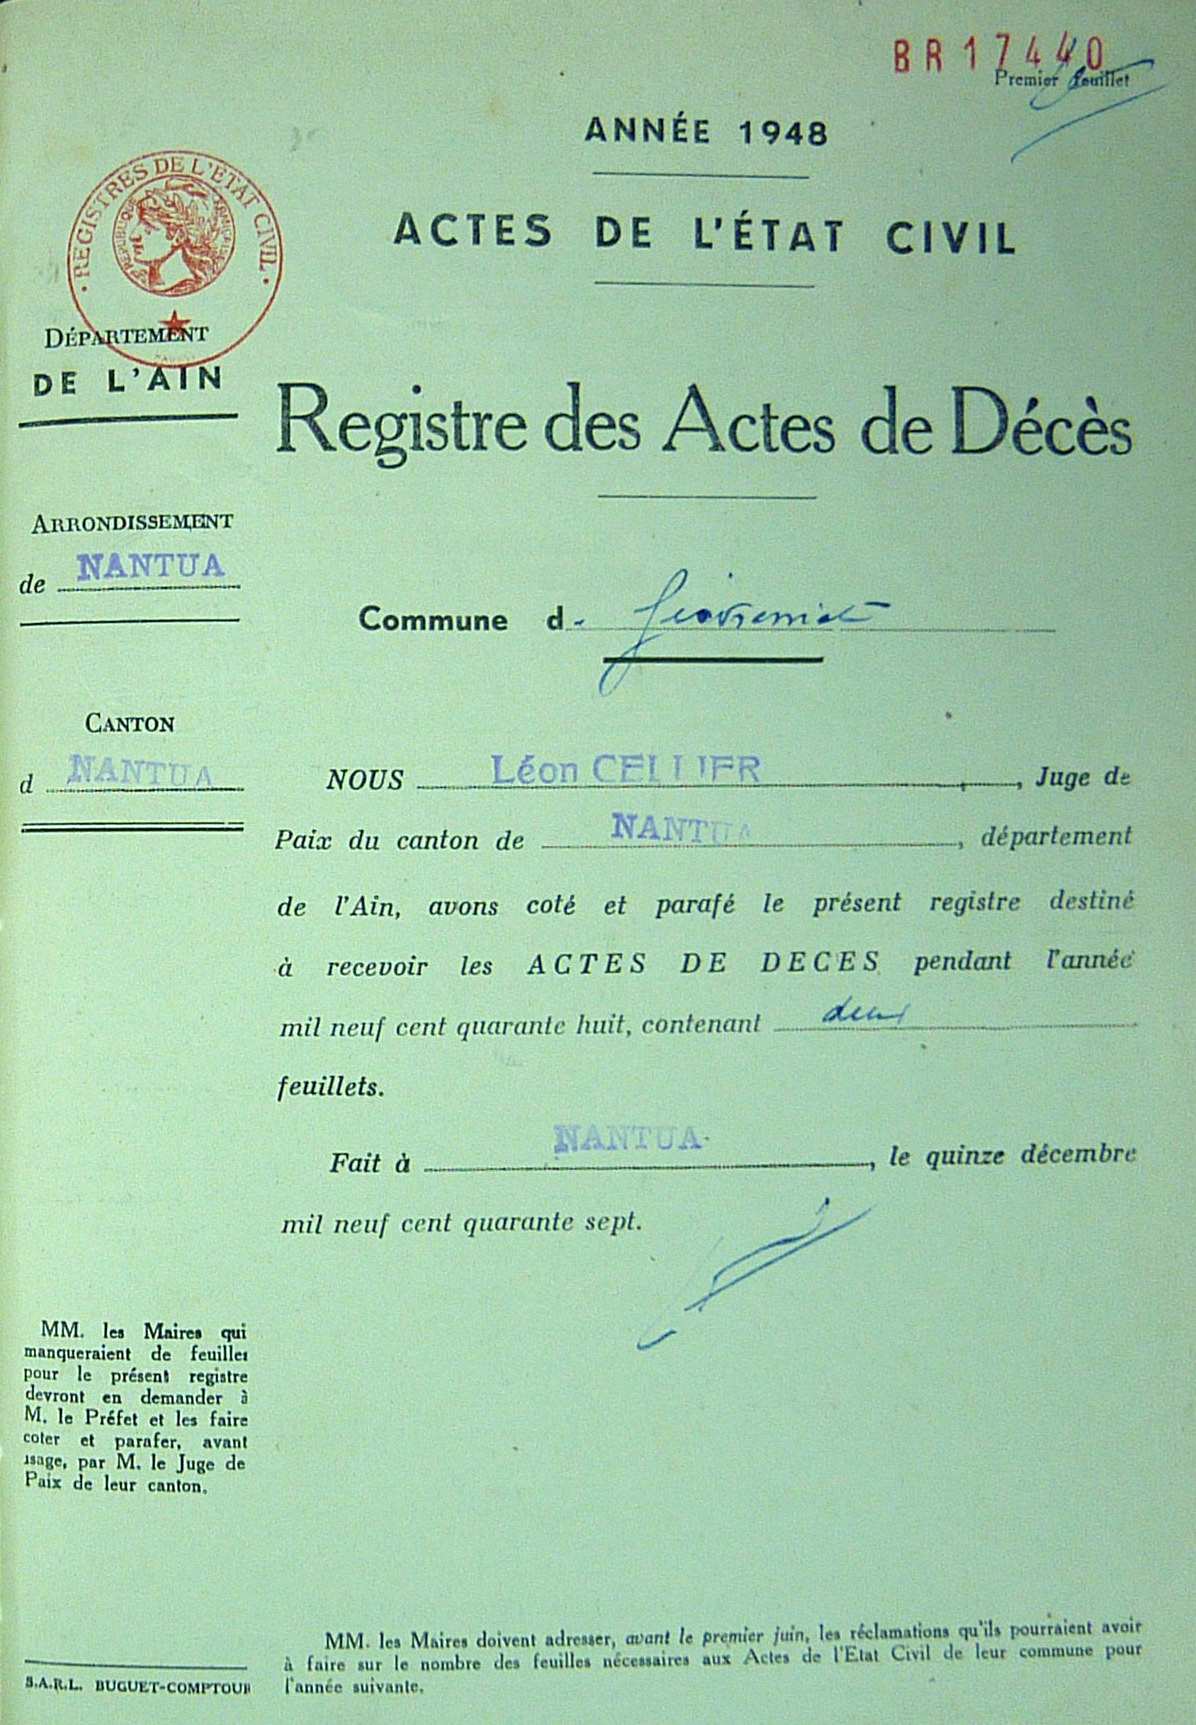 BR17440
Premier feuillet
ANNÉE 1948
ACTES DE L'ÉTAT CIVIL
REGISTRES DE L'ÉTAT CIVIL
RÉPUBLIQUE FRANÇAISE
DÉPARTEMENT
DE L'AIN
Registre des Actes de Décès
ARRONDISSEMENT
de NANTUA
Commune de Géovreissiat
CANTON
d NANTUA
NOUS Léon CELLIER, Juge de
Paix du canton de NANTUA, département
de l'Ain, avons coté et parafé le présent registre destiné
à recevoir les ACTES DE DECES pendant l'année
mil neuf cent quarante huit, contenant deux
feuillets.
Fait à NANTUA, le quinze décembre
mil neuf cent quarante sept.
MM. les Maires qui
manqueraient de feuilles
pour le présent registre
devront en demander à
M. le Préfet et les faire
coter et parafer, avant
usage, par M. le Juge de
Paix de leur canton.
MM. les Maires doivent adresser, avant le premier juin, les réclamations qu'ils pourraient avoir
à faire sur le nombre des feuilles nécessaires aux Actes de l'Etat Civil de leur commune pour
l'année suivante.
S.A.R.L. BUGUET-COMPTOUR